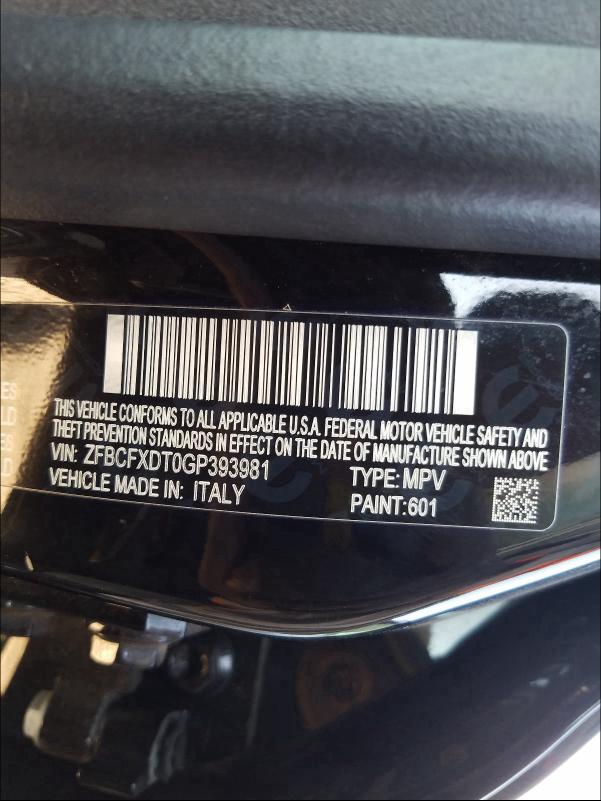 THIS VEHICLE CONFORMS TO ALL APPLICABLE U.S.A. FEDERAL MOTOR VEHICLE SAFETY AND
THEFT PREVENTION STANDARDS IN EFFECT ON THE DATE OF MANUFACTURE SHOWN ABOVE
VIN: ZFBCFXDT0GP393981 TYPE: MPV
VEHICLE MADE IN: ITALY PAINT:601